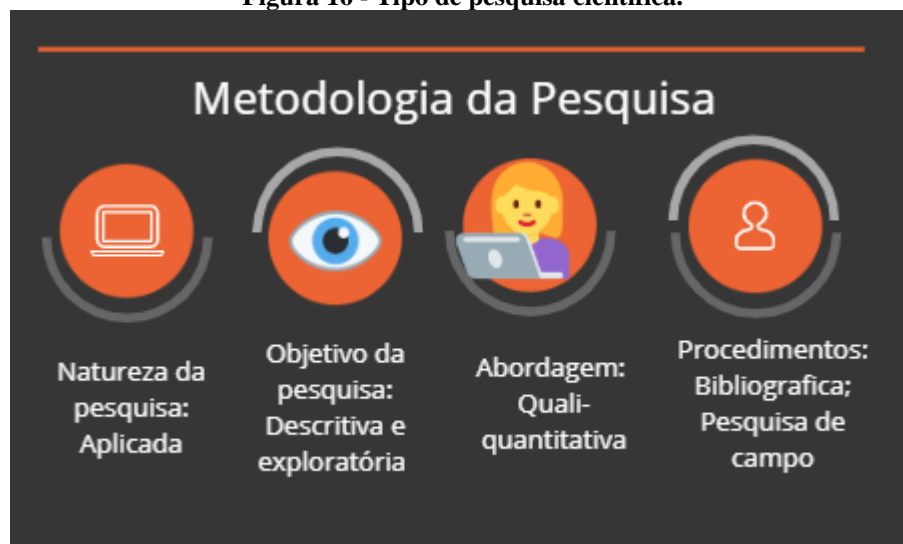 Figura 16 - Tipo de pesquisa científica.
Metodologia da Pesquisa
Natureza da
pesquisa:
Aplicada
Objetivo da
pesquisa:
Descritiva e
exploratória
Abordagem:
Quali-
quantitativa
Procedimentos:
Bibliografica;
Pesquisa de
campo